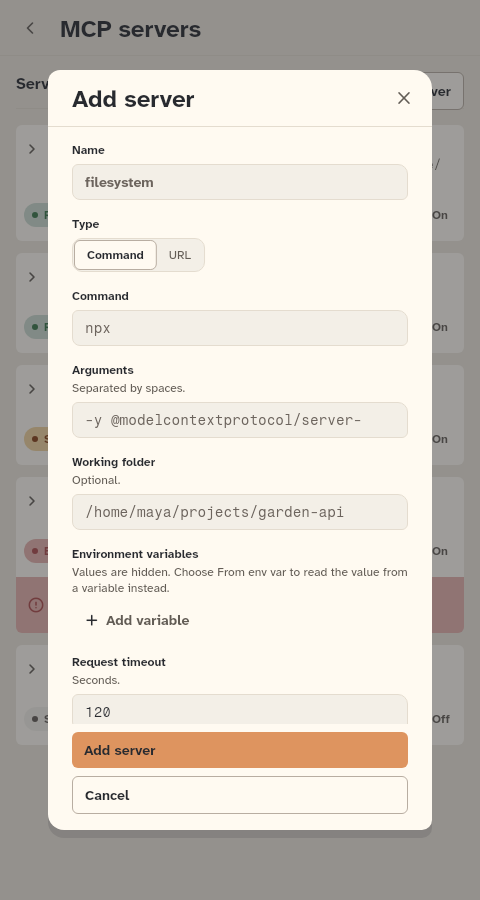 MCP servers
Serv
ver
Add server
Name
filesystem
/
Type
Command
URL
On
Command
npx
On
Arguments
Separated by spaces.
-y @modelcontextprotocol/server-
On
Working folder
Optional.
/home/maya/projects/garden-api
Environment variables
On
Values are hidden. Choose From env var to read the value from
a variable instead.
+ Add variable
Request timeout
Seconds.
120
Off
Add server
Cancel